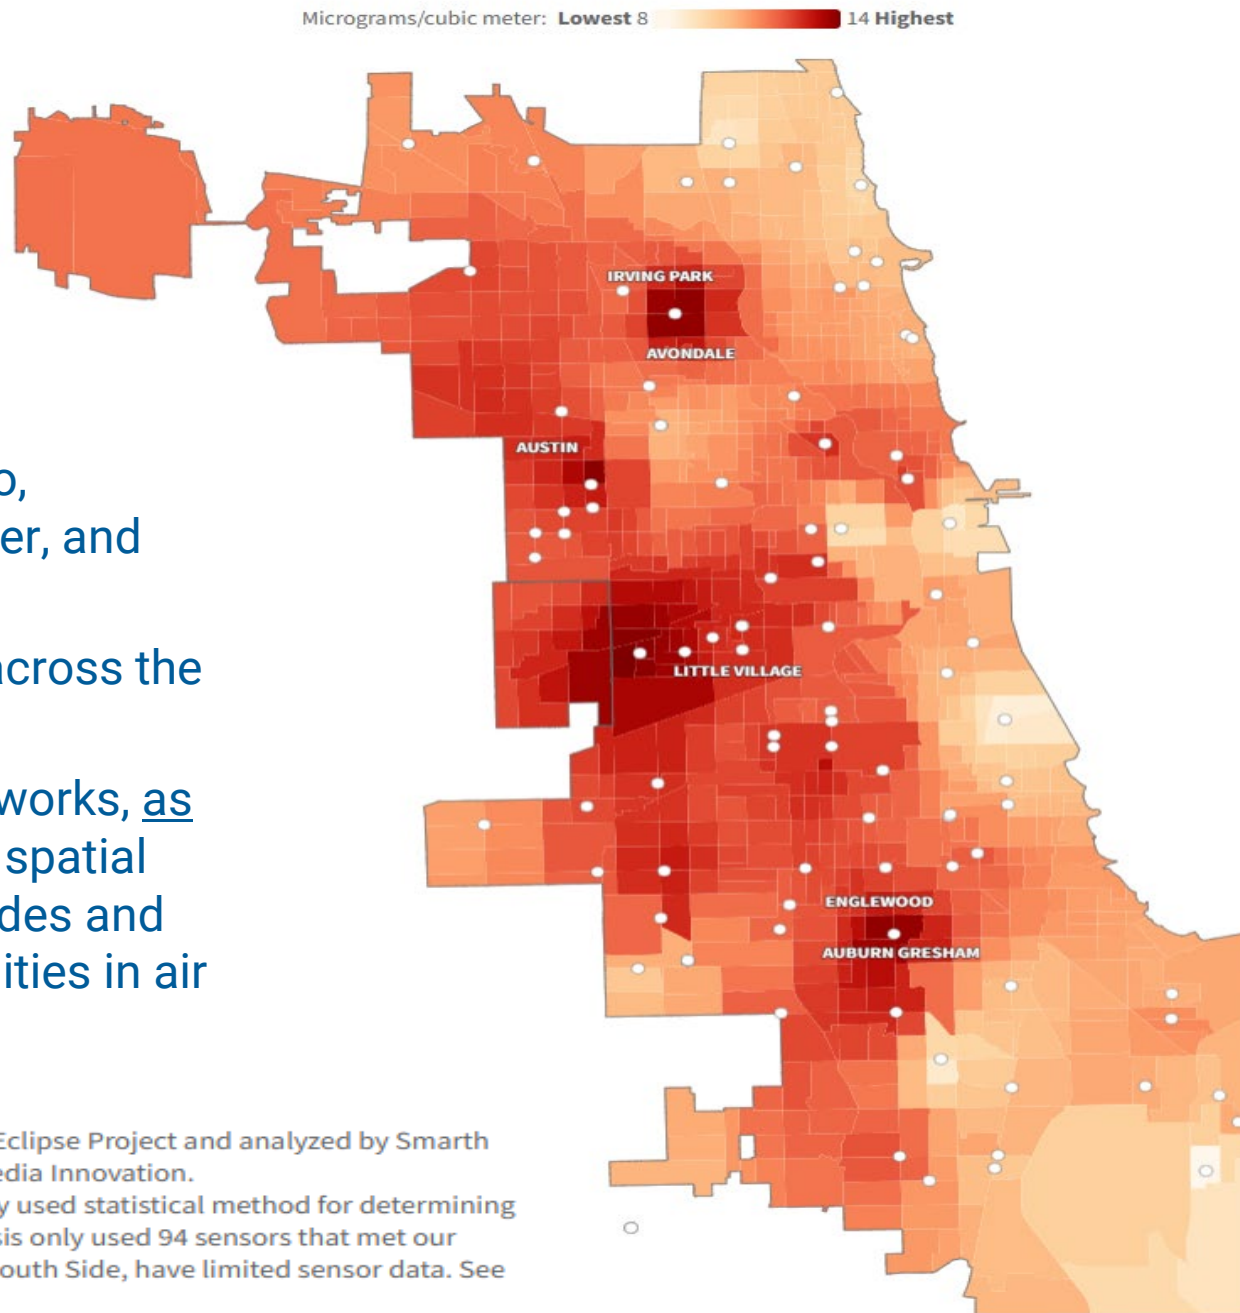 Micrograms/cubic meter: Lowest 8 14 Highest
IRVING PARK
AVONDALE
AUSTIN
o,
er, and
across the
LITTLE VILLAGE
works, as
spatial
des and
ities in air
ENGLEWOOD
AUBURN GRESHAM
Eclipse Project and analyzed by Smarth
edia Innovation.
y used statistical method for determining
sis only used 94 sensors that met our
outh Side, have limited sensor data. See